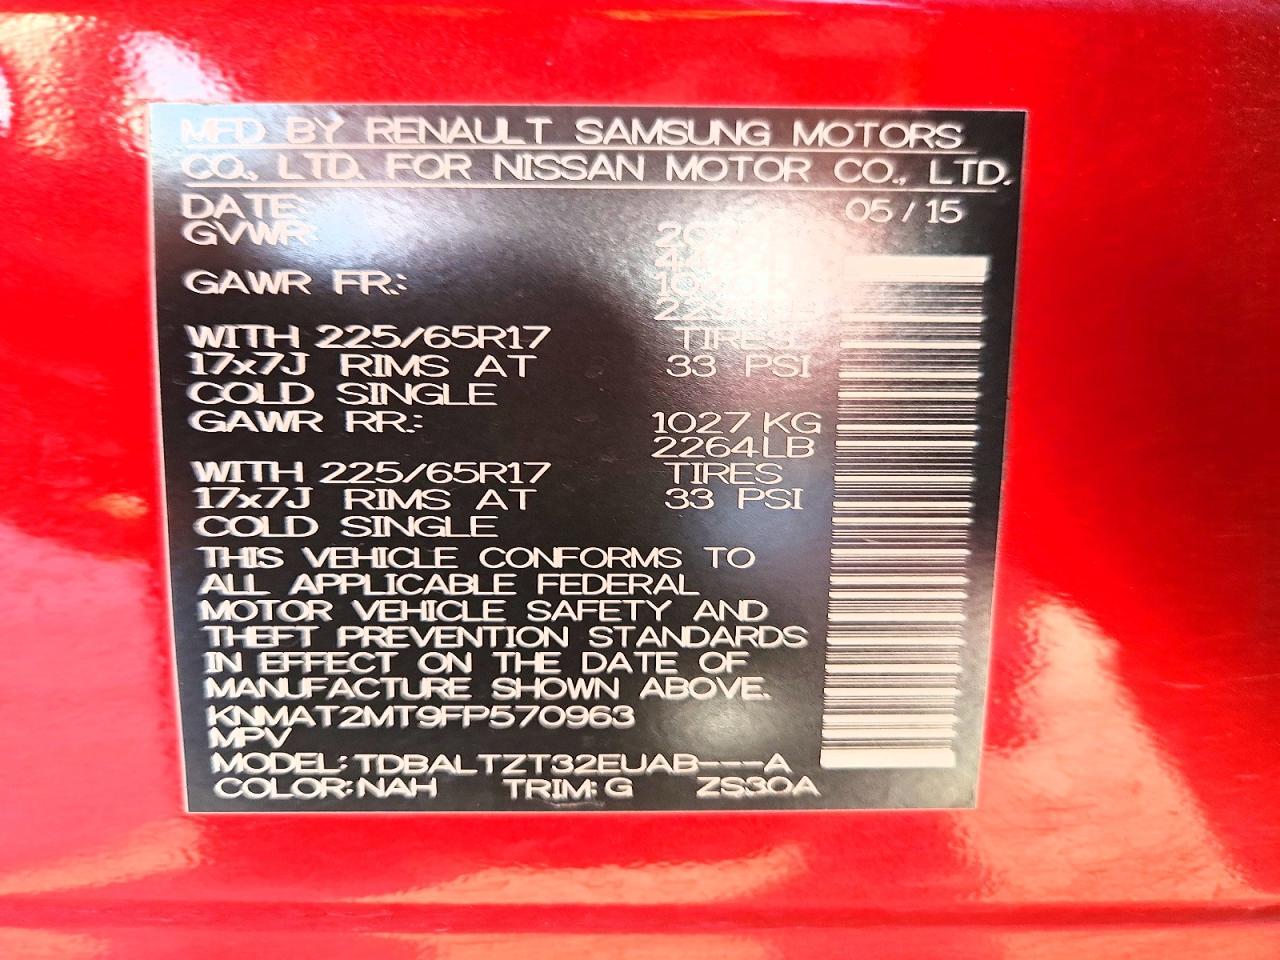 MFD BY RENAULT SAMSUNG MOTORS
CO., LTD. FOR NISSAN MOTOR CO., LTD.
DATE: 05 / 15
GVWR:
GAWR FR.:
WITH 225/65R17 TIRES
17x7J RIMS AT 33 PSI
COLD SINGLE
GAWR RR.: 1027 KG
2264 LB
WITH 225/65R17 TIRES
17x7J RIMS AT 33 PSI
COLD SINGLE
THIS VEHICLE CONFORMS TO
ALL APPLICABLE FEDERAL
MOTOR VEHICLE SAFETY AND
THEFT PREVENTION STANDARDS
IN EFFECT ON THE DATE OF
MANUFACTURE SHOWN ABOVE.
KNMAT2MT9FP570963
MPV
MODEL: TDBALTZT32EUAB---A
COLOR: NAH TRIM: G ZS30A